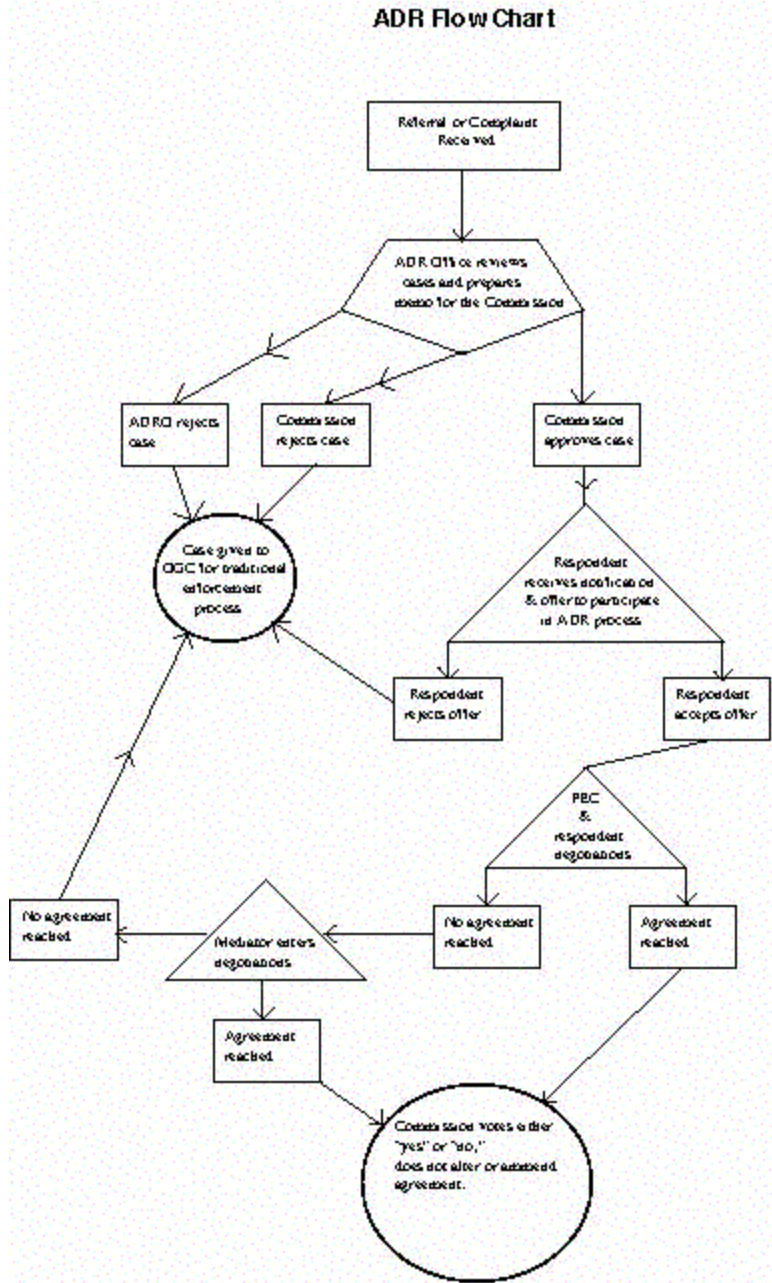 ADR Flow Chart
Referral or Complaint
Received
ADR Office reviews
cases and prepares
memo for the Commission
ADRO rejects
case
Commission
rejects case
Commission
approves case
Case given to
OGC for traditional
enforcement
process
Respondent
receives notification
& offer to participate
in ADR process
Respondent
rejects offer
Respondent
accepts offer
FEC
&
respondent
negotiations
No agreement
reached
Mediator enters
negotiations
No agreement
reached
Agreement
reached
Agreement
reached
Commission votes either
"yes" or "no,"
does not alter or ammend
agreement.